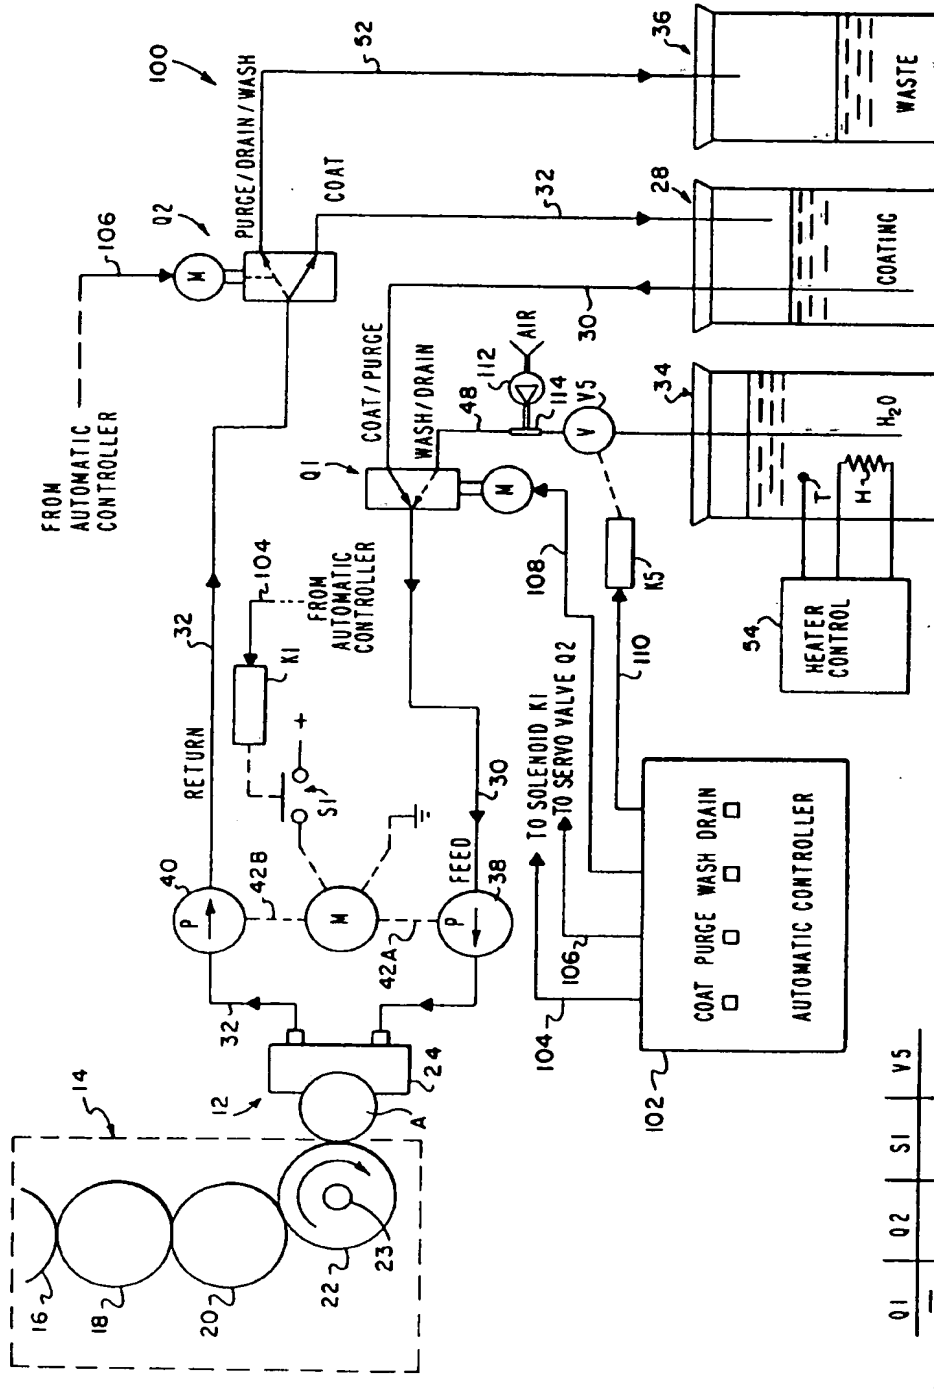 FROM
AUTOMATIC
CONTROLLER
106
Q2
100
M
PURGE/DRAIN/WASH
52
COAT
32
36
WASTE
28
COATING
30
COAT/PURGE
WASH/DRAIN
Q1
48
112
AIR
114
V5
V
34
H2O
T
H
M
108
K5
110
54
HEATER
CONTROL
RETURN
32
K1
104
FROM
AUTOMATIC
CONTROLLER
S1
+
40
P
42B
M
42A
FEED
30
38
P
TO SOLENOID K1
TO SERVO VALVE Q2
104
106
102
COAT PURGE WASH DRAIN
AUTOMATIC CONTROLLER
32
12
24
A
14
16
18
20
22
23
Q1 Q2 S1 V5